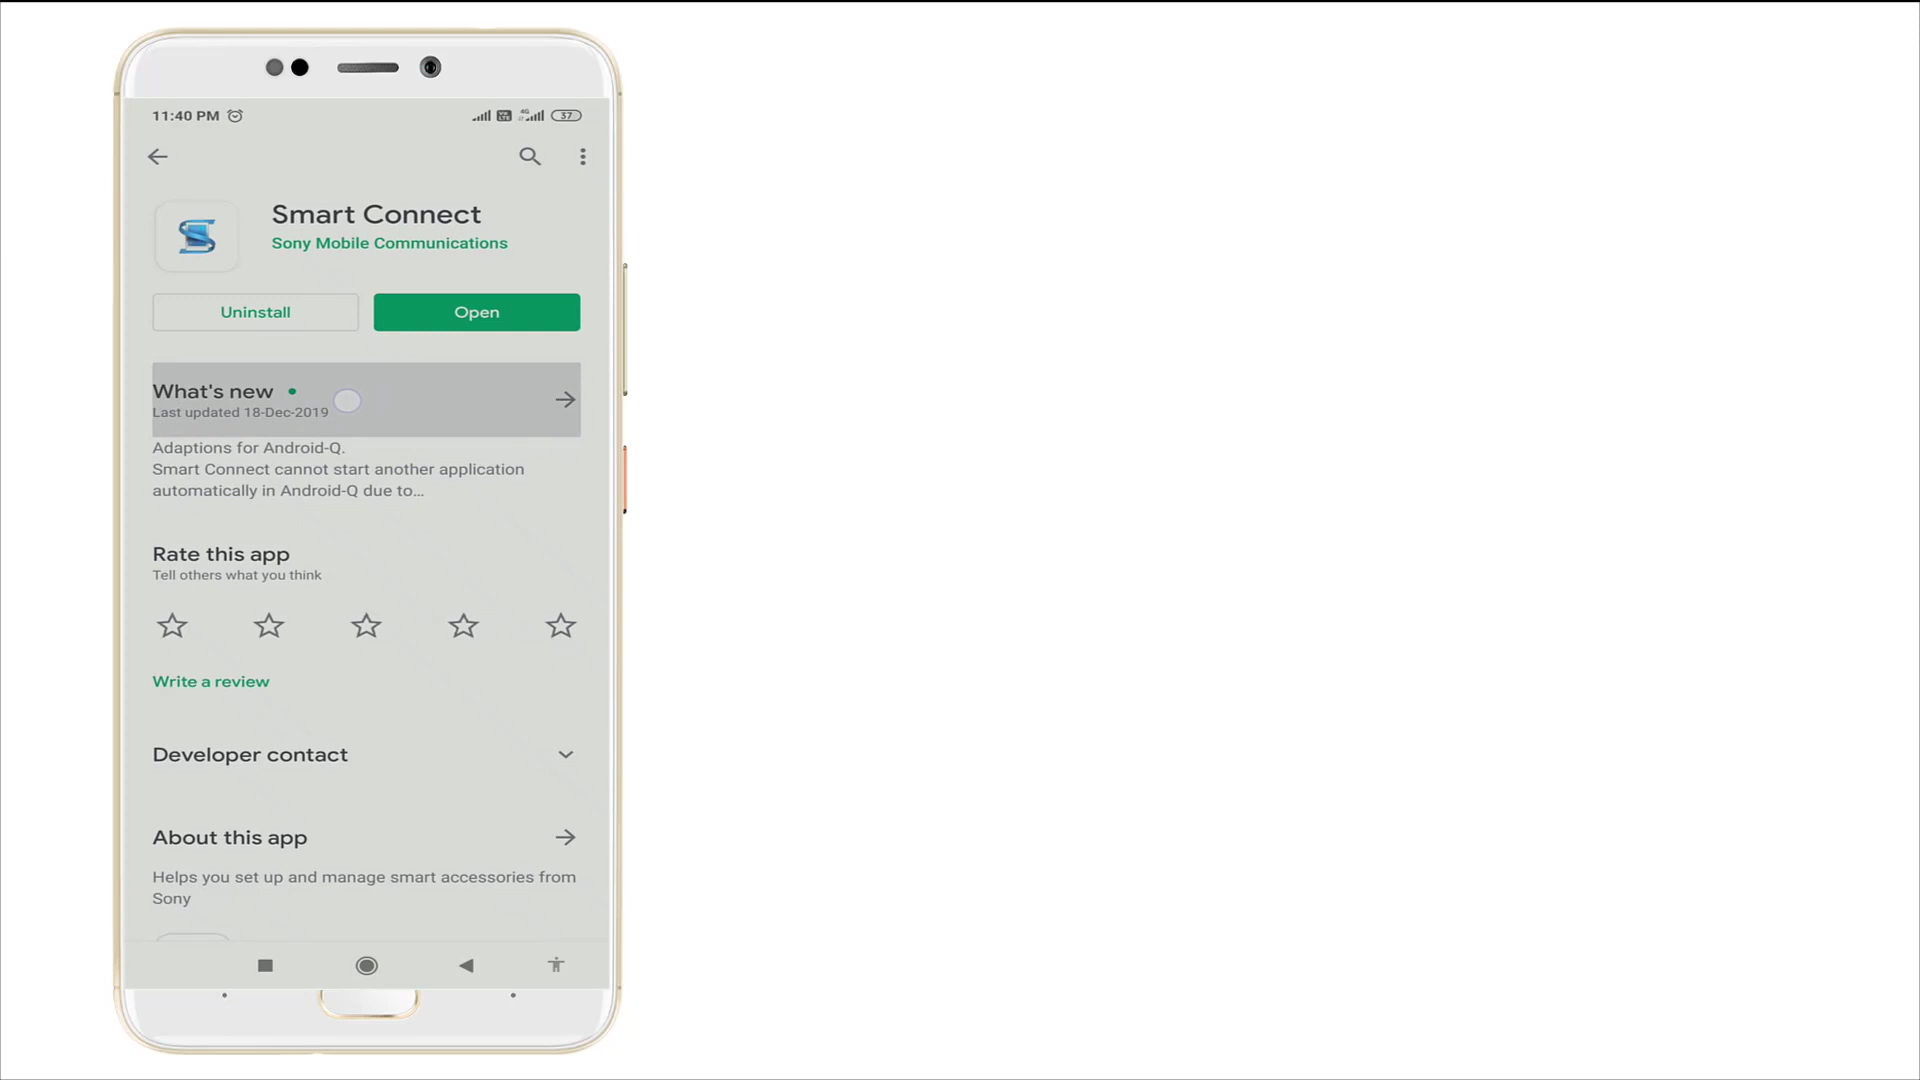 11:40 PM
4G
37
Smart Connect
Sony Mobile Communications
Uninstall
Open
What's new
Last updated 18-Dec-2019
Adaptions for Android-Q.
Smart Connect cannot start another application
automatically in Android-Q due to...
Rate this app
Tell others what you think
Write a review
Developer contact
About this app
Helps you set up and manage smart accessories from
Sony